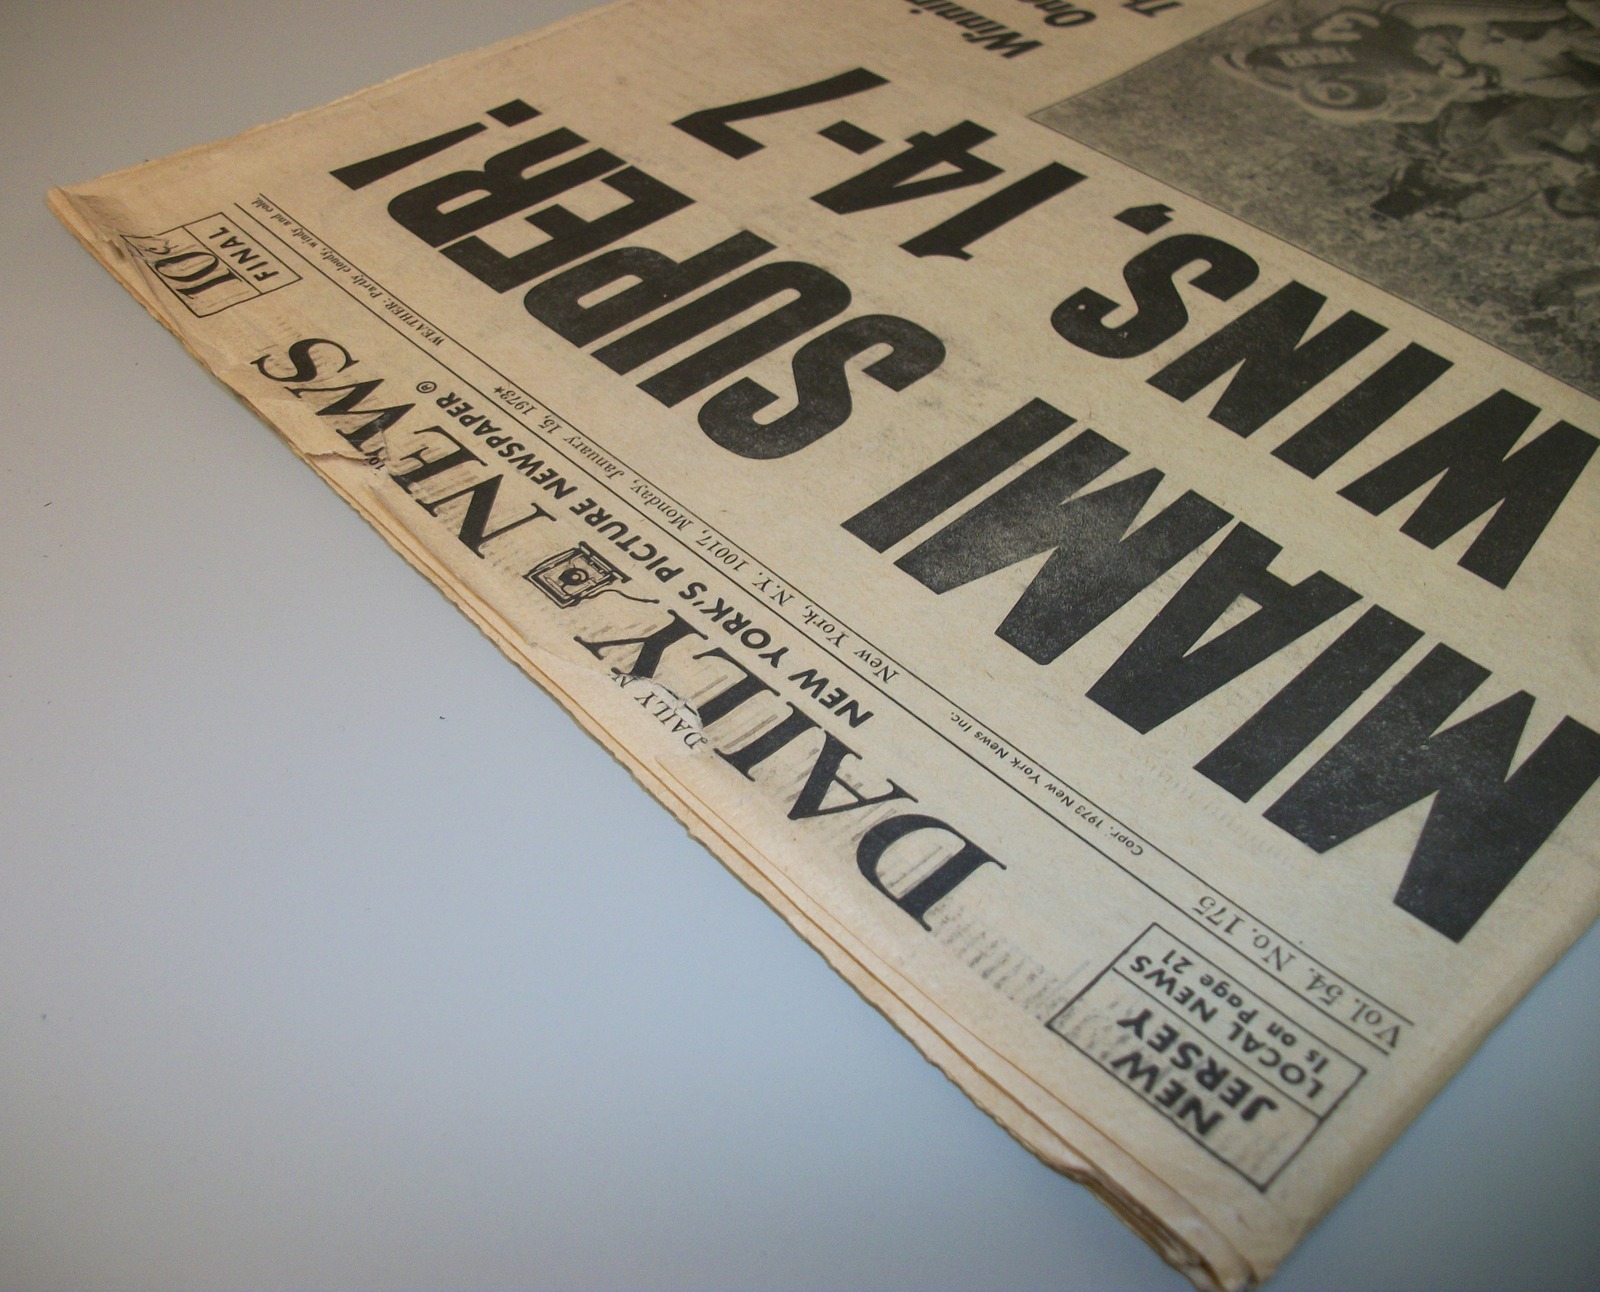 NEW
JERSEY
LOCAL NEWS
Is on Page 21
DAILY NEWS
NEW YORK'S PICTURE NEWSPAPER ®
10¢
FINAL
Vol. 54. No. 175
Copr. 1973 New York News Inc.
New York, N.Y. 10017, Monday, January 15, 1973★
WEATHER: Partly cloudy, windy and cold.
MIAMI SUPER!
WINS, 14-7
DAILY